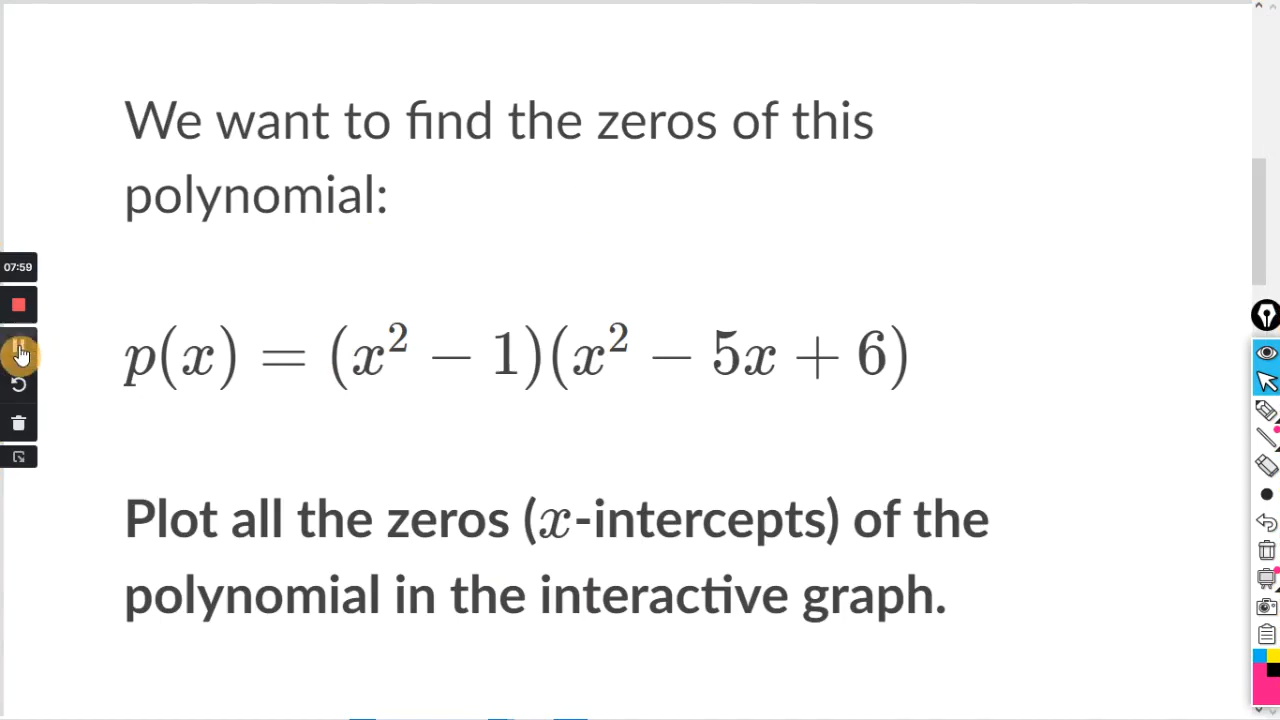 We want to find the zeros of this
polynomial:
07:59
p(x) = (x² − 1)(x² − 5x + 6)
Plot all the zeros (x-intercepts) of the
polynomial in the interactive graph.